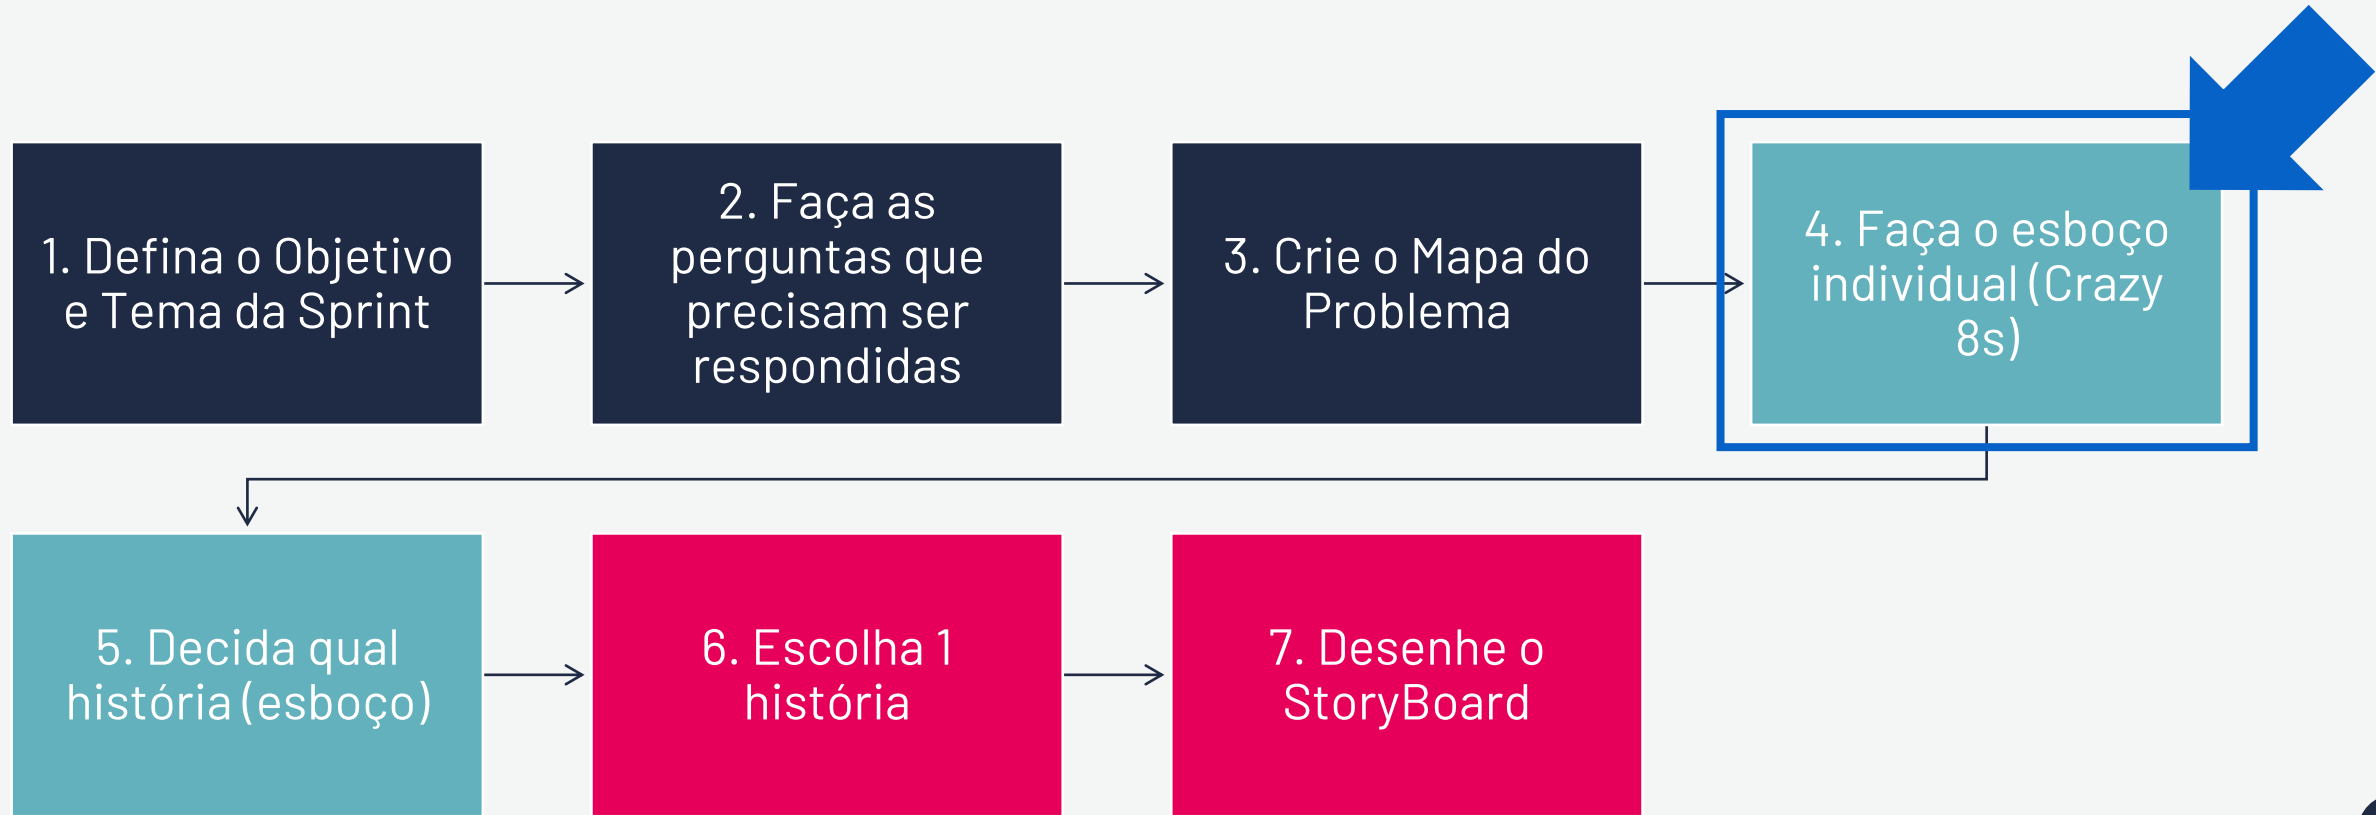 1. Defina o Objetivo
e Tema da Sprint
2. Faça as
perguntas que
precisam ser
respondidas
3. Crie o Mapa do
Problema
4. Faça o esboço
individual (Crazy
8s)
5. Decida qual
história (esboço)
6. Escolha 1
história
7. Desenhe o
StoryBoard